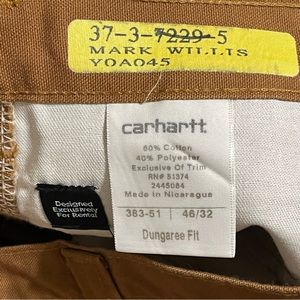 37-3-7229-5
MARK WILLIS
Y0A045
carhartt
60% Cotton
40% Polyester
Exclusive Of Trim
RN# 51374
2445084
Made in Nicaragua
383-51 46/32
Dungaree Fit
Designed
Exclusively
For Rental